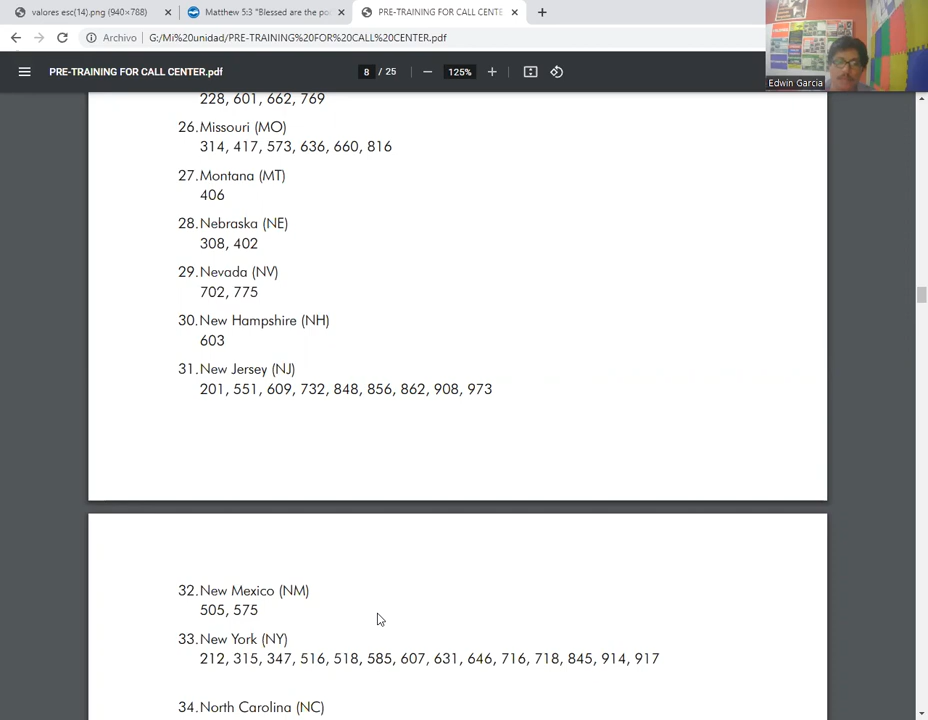 valores esc(14).png (940×788)
Matthew 5:3 "Blessed are the po
PRE-TRAINING FOR CALL CENTE
Archivo
G:/Mi%20unidad/PRE-TRAINING%20FOR%20CALL%20CENTER.pdf
PRE-TRAINING FOR CALL CENTER.pdf
8 / 25
125%
Edwin Garcia
228, 601, 662, 769
26. Missouri (MO)
314, 417, 573, 636, 660, 816
27. Montana (MT)
406
28. Nebraska (NE)
308, 402
29. Nevada (NV)
702, 775
30. New Hampshire (NH)
603
31. New Jersey (NJ)
201, 551, 609, 732, 848, 856, 862, 908, 973
32. New Mexico (NM)
505, 575
33. New York (NY)
212, 315, 347, 516, 518, 585, 607, 631, 646, 716, 718, 845, 914, 917
34. North Carolina (NC)